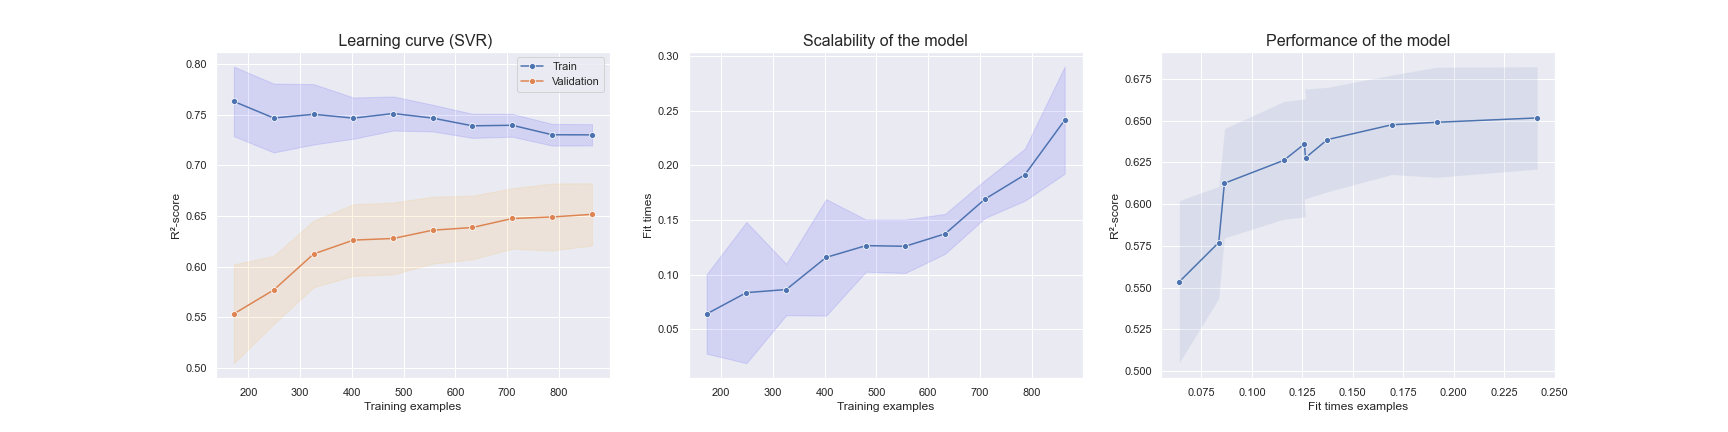 Learning curve (SVR)
Train
Validation
0.80
0.75
0.70
0.65
0.60
0.55
0.50
R²-score
200 300 400 500 600 700 800
Training examples
Scalability of the model
0.30
0.25
0.20
0.15
0.10
0.05
Fit times
200 300 400 500 600 700 800
Training examples
Performance of the model
0.675
0.650
0.625
0.600
0.575
0.550
0.525
0.500
R²-score
0.075 0.100 0.125 0.150 0.175 0.200 0.225 0.250
Fit times examples